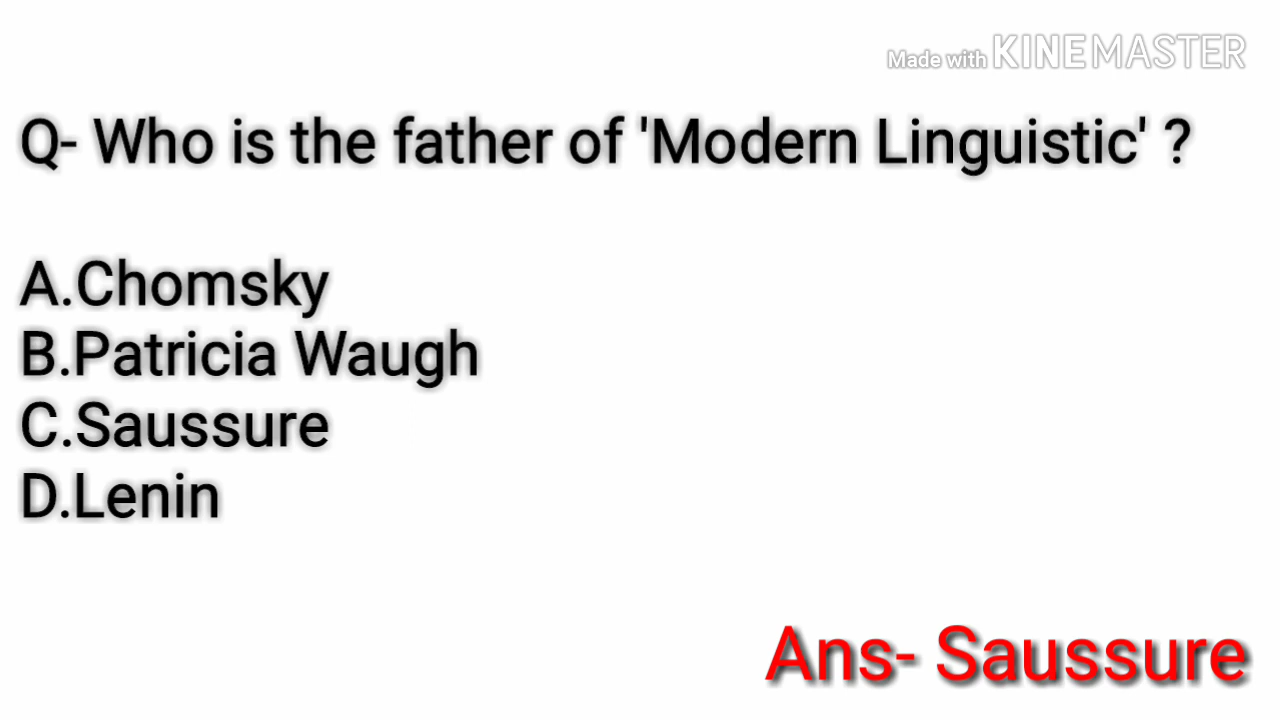 Made with KINEMASTER
Q- Who is the father of 'Modern Linguistic' ?
A.Chomsky
B.Patricia Waugh
C.Saussure
D.Lenin
Ans- Saussure